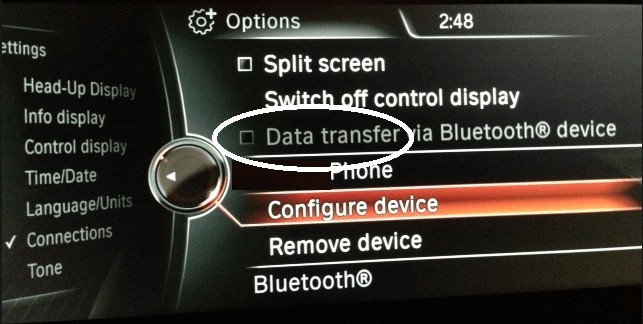 Options
2:48
ettings
Head-Up Display
Info display
Control display
Time/Date
Language/Units
Connections
Tone
Split screen
Switch off control display
Data transfer via Bluetooth® device
Phone
Configure device
Remove device
Bluetooth®